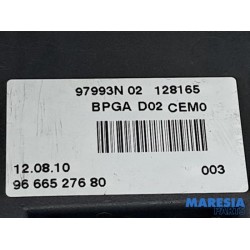 97993N 02 128165
BPGA D02 CEM0
12.08.10
003
96 665 276 80
MARESIA